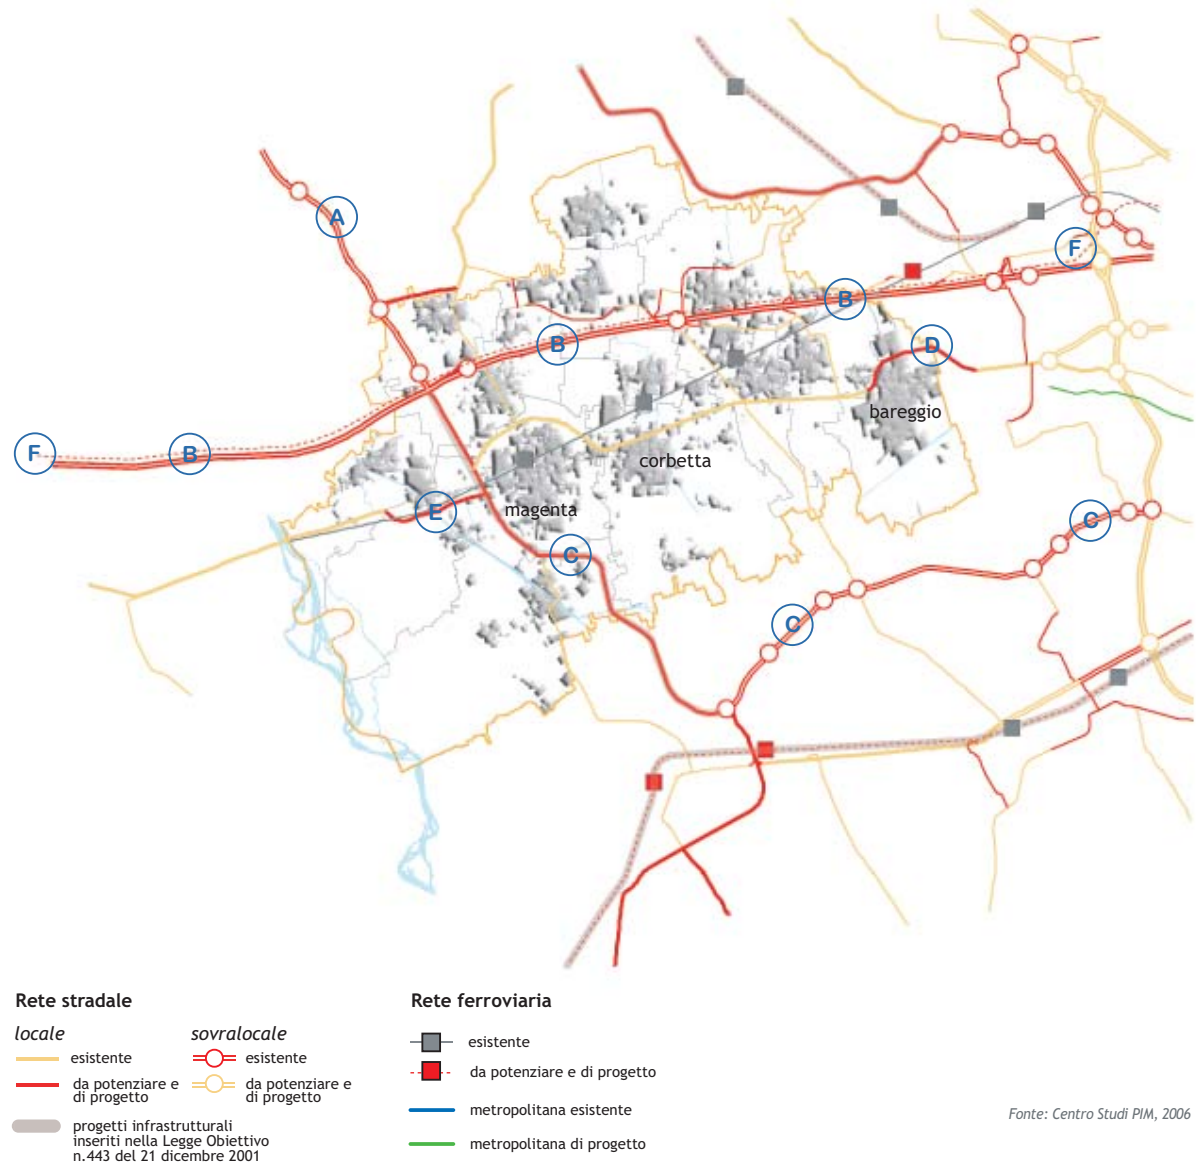 A
F
B
B
D
bareggio
F
B
corbetta
E
magenta
C
C
C
Rete stradale
locale
sovralocale
esistente
esistente
da potenziare e
di progetto
da potenziare e
di progetto
progetti infrastrutturali
inseriti nella Legge Obiettivo
n.443 del 21 dicembre 2001
Rete ferroviaria
esistente
da potenziare e di progetto
metropolitana esistente
metropolitana di progetto
Fonte: Centro Studi PIM, 2006